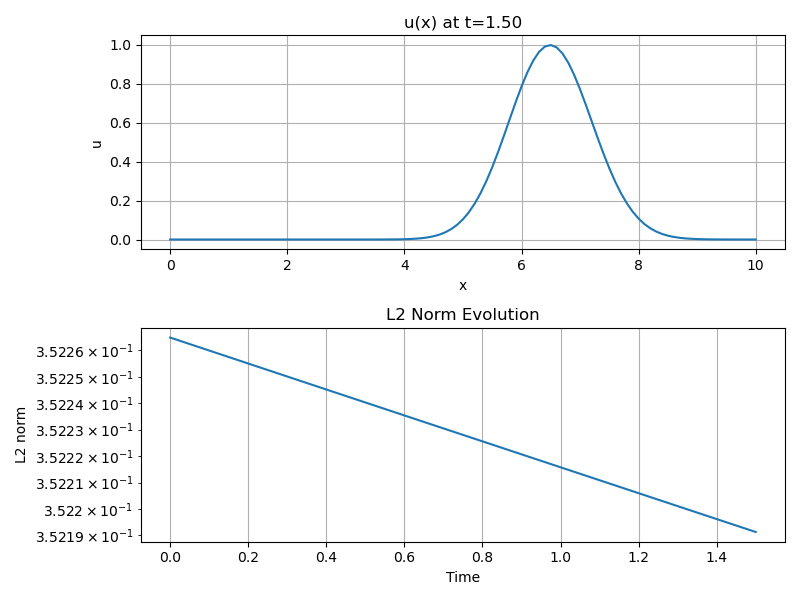 u(x) at t=1.50
1.0
0.8
0.6
0.4
0.2
0.0
u
0 2 4 6 8 10
x
L2 Norm Evolution
3.5226 × 10⁻¹
3.5225 × 10⁻¹
3.5224 × 10⁻¹
3.5223 × 10⁻¹
3.5222 × 10⁻¹
3.5221 × 10⁻¹
3.522 × 10⁻¹
3.5219 × 10⁻¹
L2 norm
0.0 0.2 0.4 0.6 0.8 1.0 1.2 1.4
Time